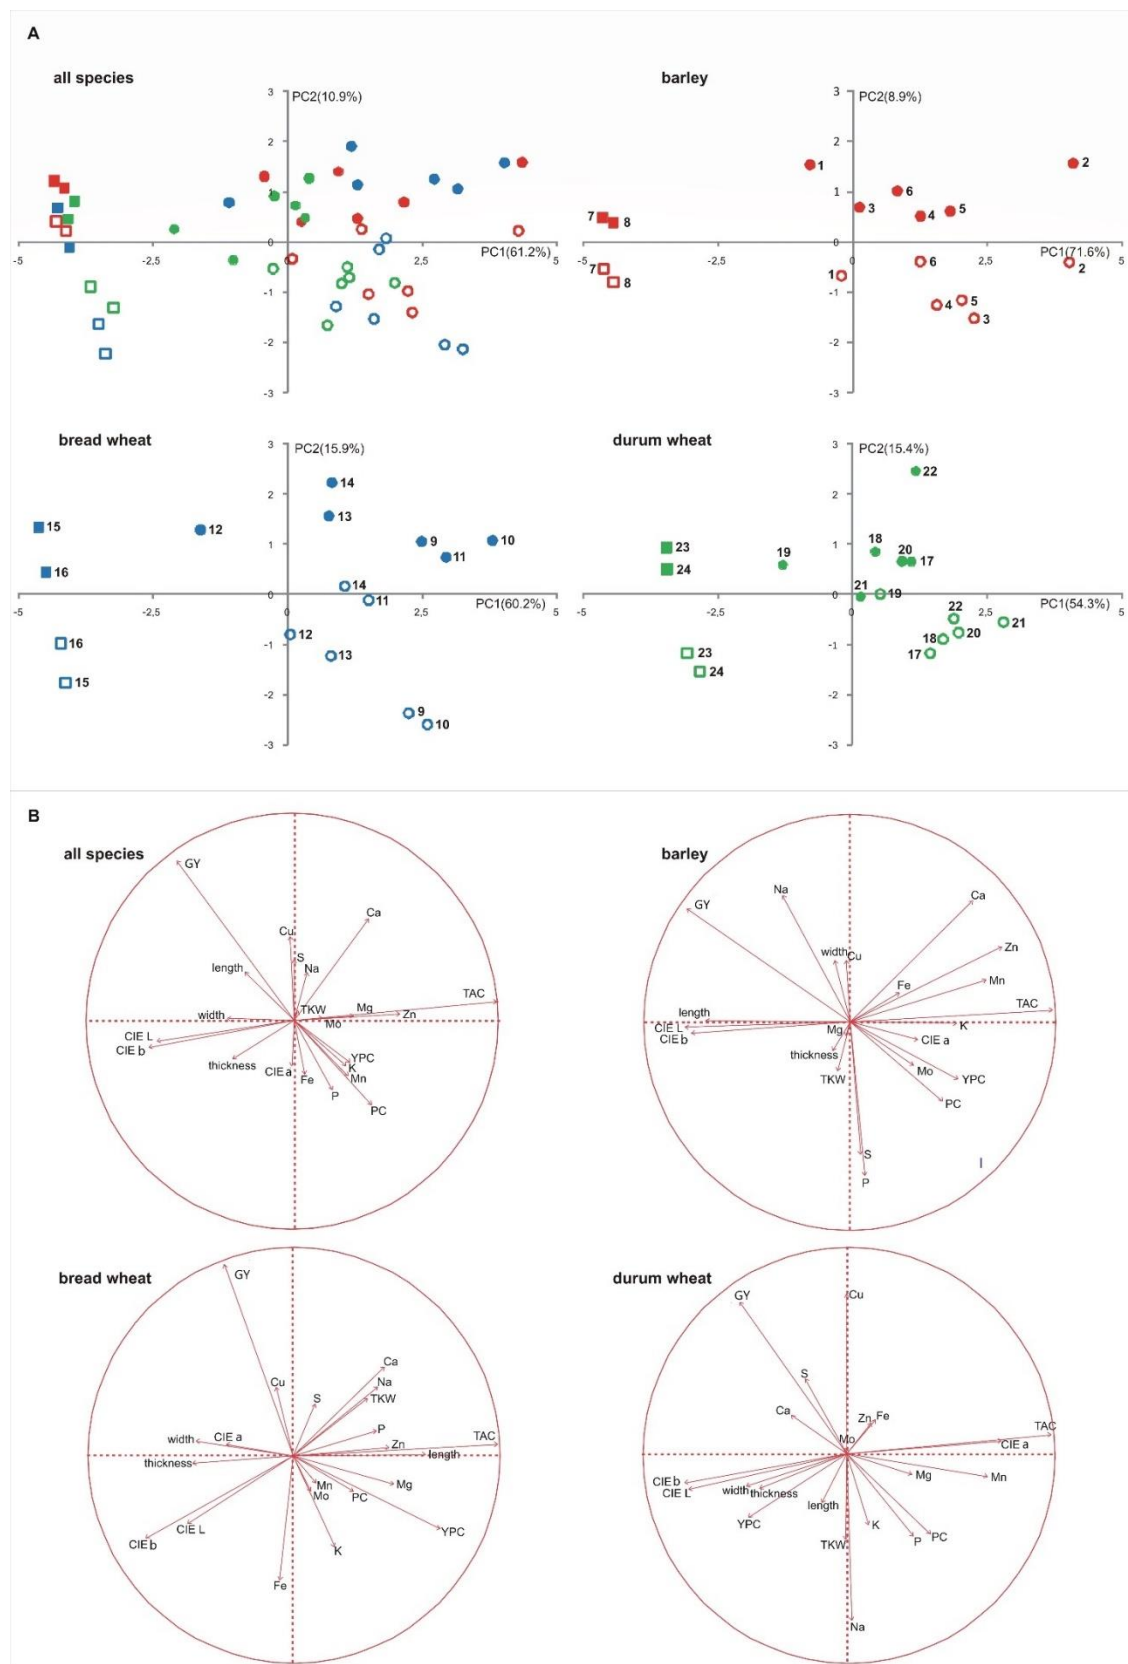 A
all species
barley
3
PC2(10.9%)
2
1
-5
-2,5
0
2,5
PC1(61.2%)
5
-1
-2
-3
3
PC2(8.9%)
2
1
-5
-2,5
0
2,5
PC1(71.6%)
5
-1
-2
-3
1
2
3
6
4
5
7
8
7
8
1
6
2
4
5
3
bread wheat
durum wheat
3
PC2(15.9%)
2
1
-5
-2,5
0
2,5
PC1(60.2%)
5
-1
-2
-3
15
16
12
14
13
9
11
10
14
11
12
13
16
15
9
10
3
PC2(15.4%)
2
1
-5
-2,5
0
2,5
PC1(54.3%)
5
-1
-2
-3
22
23
24
19
18
20
17
21
19
22
21
18
20
17
23
24
B
all species
GY
Ca
Cu
S
Na
length
TAC
TKW
Mg
Zn
width
Mo
CIE L
CIE b
thickness
CIE a
Fe
YPC
K
Mn
P
PC
barley
GY
Na
Ca
width
Cu
Zn
Fe
Mn
TAC
length
CIE L
CIE b
Mg
K
CIE a
thickness
TKW
Mo
YPC
PC
S
P
I
bread wheat
GY
Ca
Cu
Na
S
TKW
P
width
CIE a
Zn
TAC
length
thickness
Mn
Mo
PC
Mg
CIE L
CIE b
YPC
K
Fe
durum wheat
GY
Cu
S
Ca
Zn
Fe
Mo
TAC
CIE a
CIE b
CIE L
width
thickness
Mg
Mn
length
YPC
K
TKW
P
PC
Na